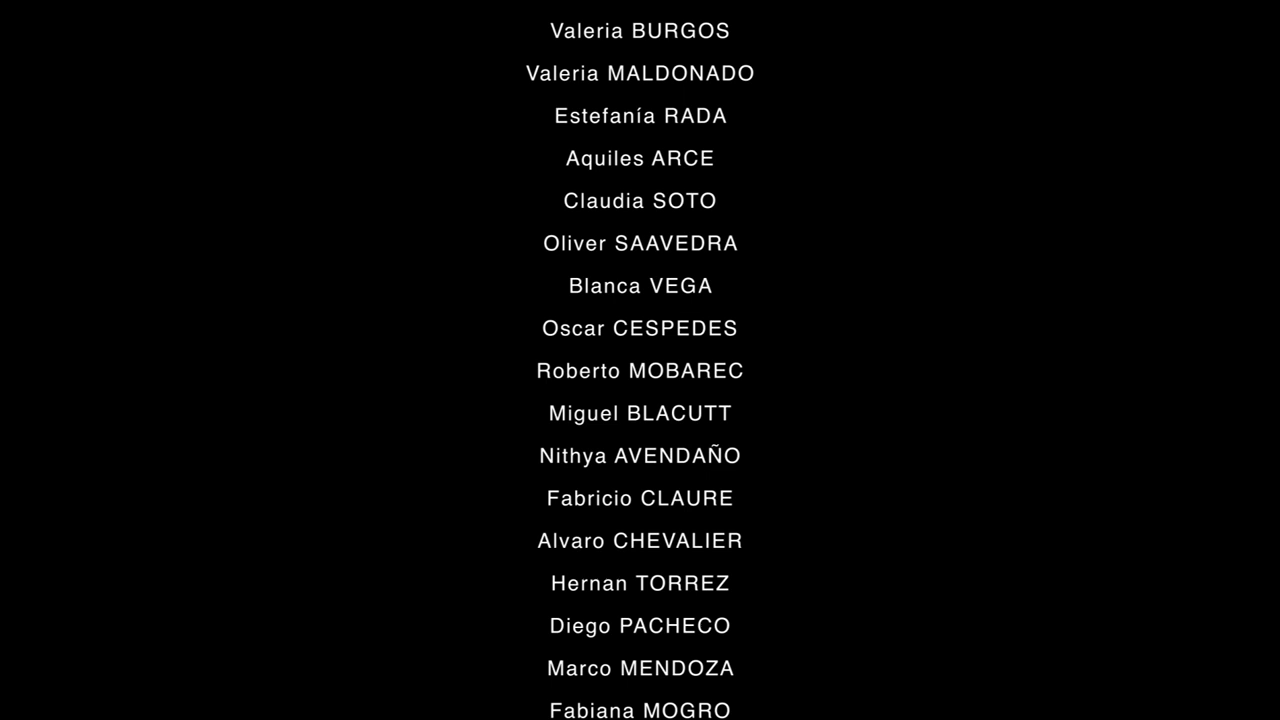 Valeria BURGOS
Valeria MALDONADO
Estefanía RADA
Aquiles ARCE
Claudia SOTO
Oliver SAAVEDRA
Blanca VEGA
Oscar CESPEDES
Roberto MOBAREC
Miguel BLACUTT
Nithya AVENDAÑO
Fabricio CLAURE
Alvaro CHEVALIER
Hernan TORREZ
Diego PACHECO
Marco MENDOZA
Fabiana MOGRO